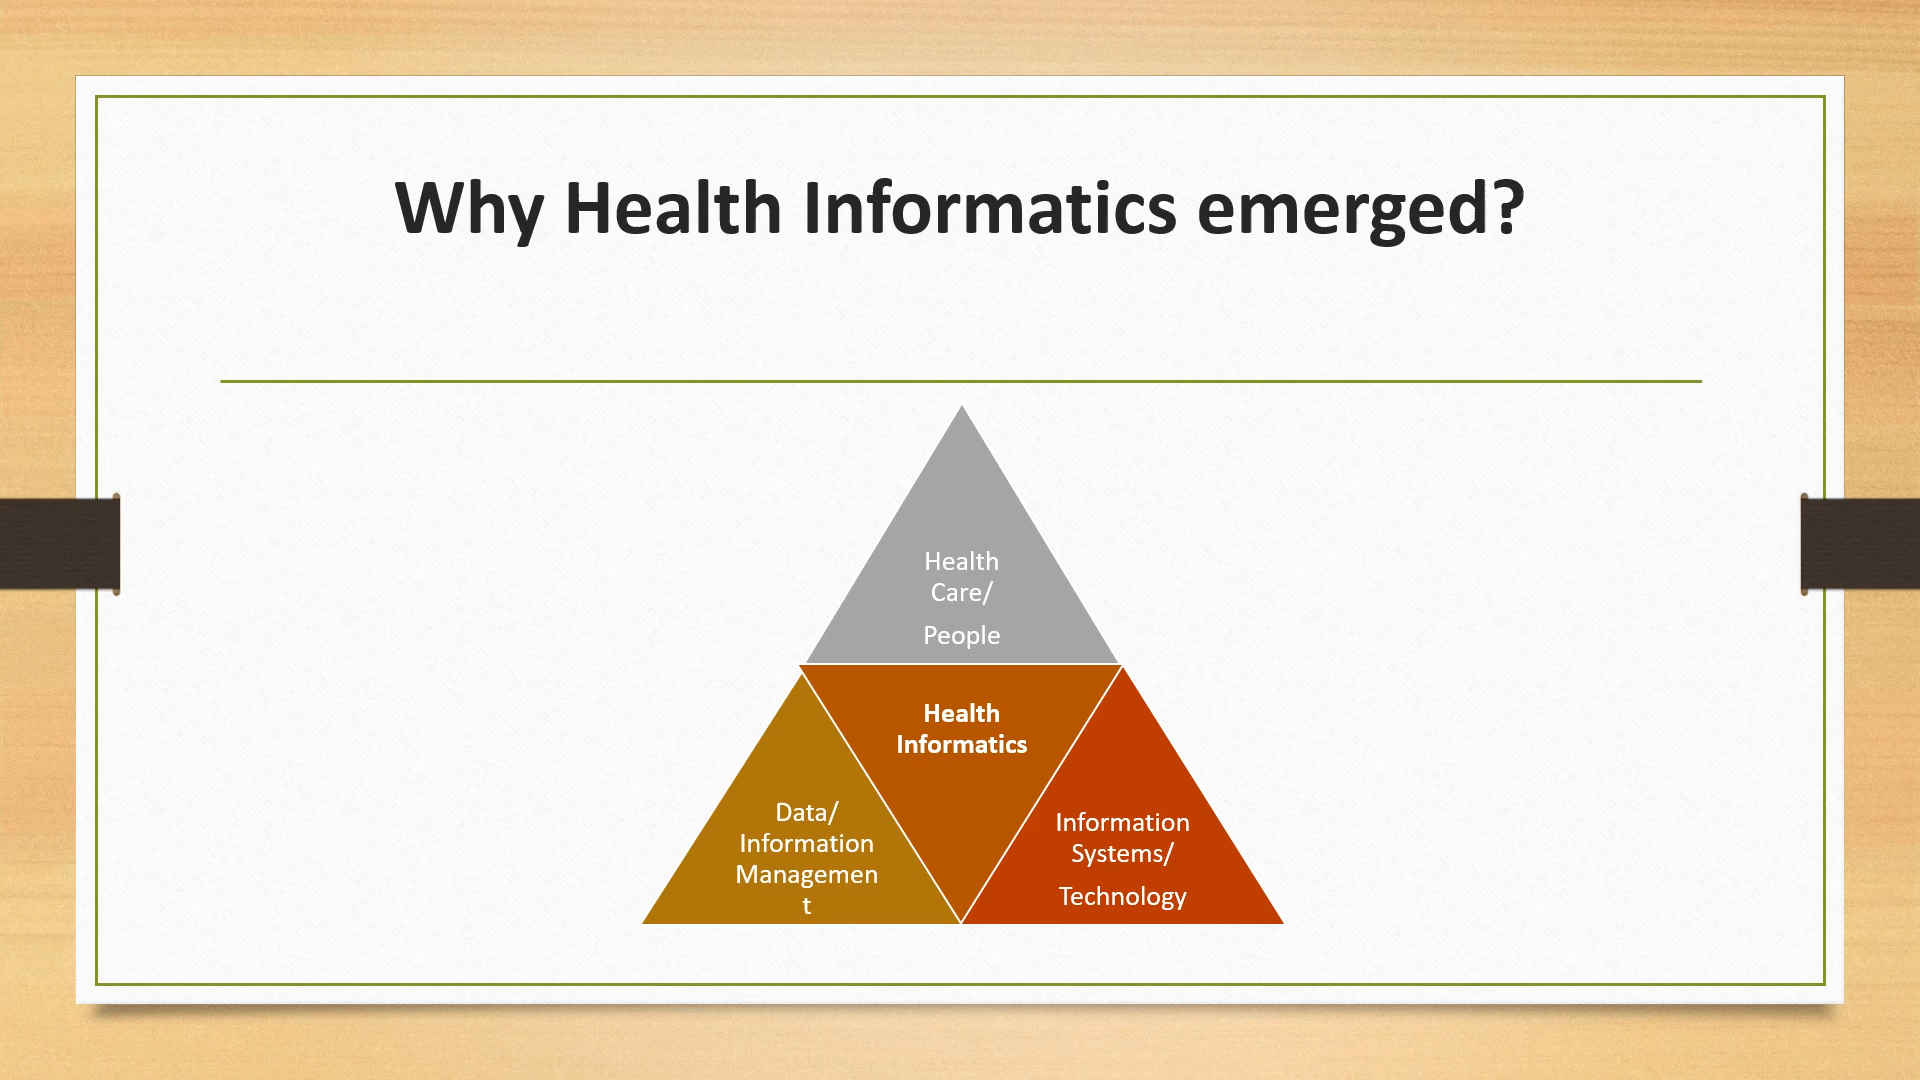 Why Health Informatics emerged?
Health
Care/
People
Health
Informatics
Data/
Information
Managemen
t
Information
Systems/
Technology